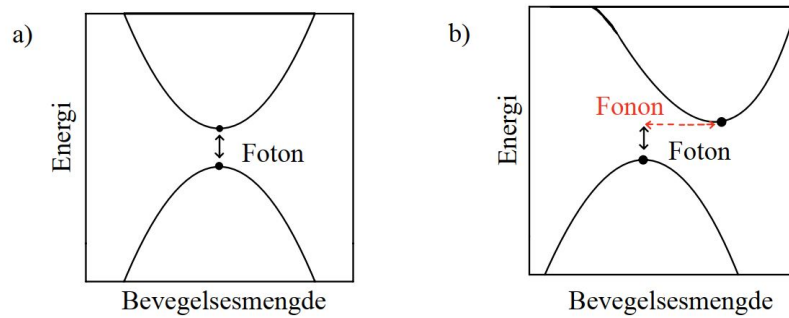 a)
Energi
Foton
Bevegelsesmengde
b)
Energi
Fonon
Foton
Bevegelsesmengde